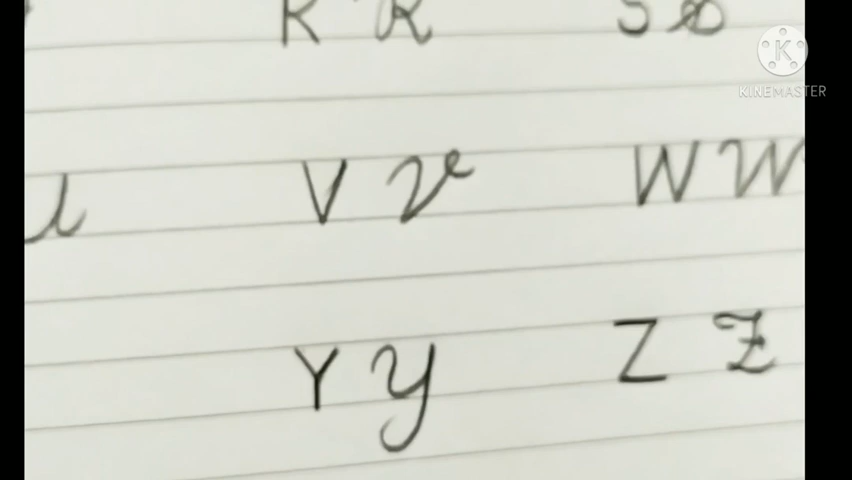 R R S S
K
KINEMASTER
U V V W W
Y Y Z Z